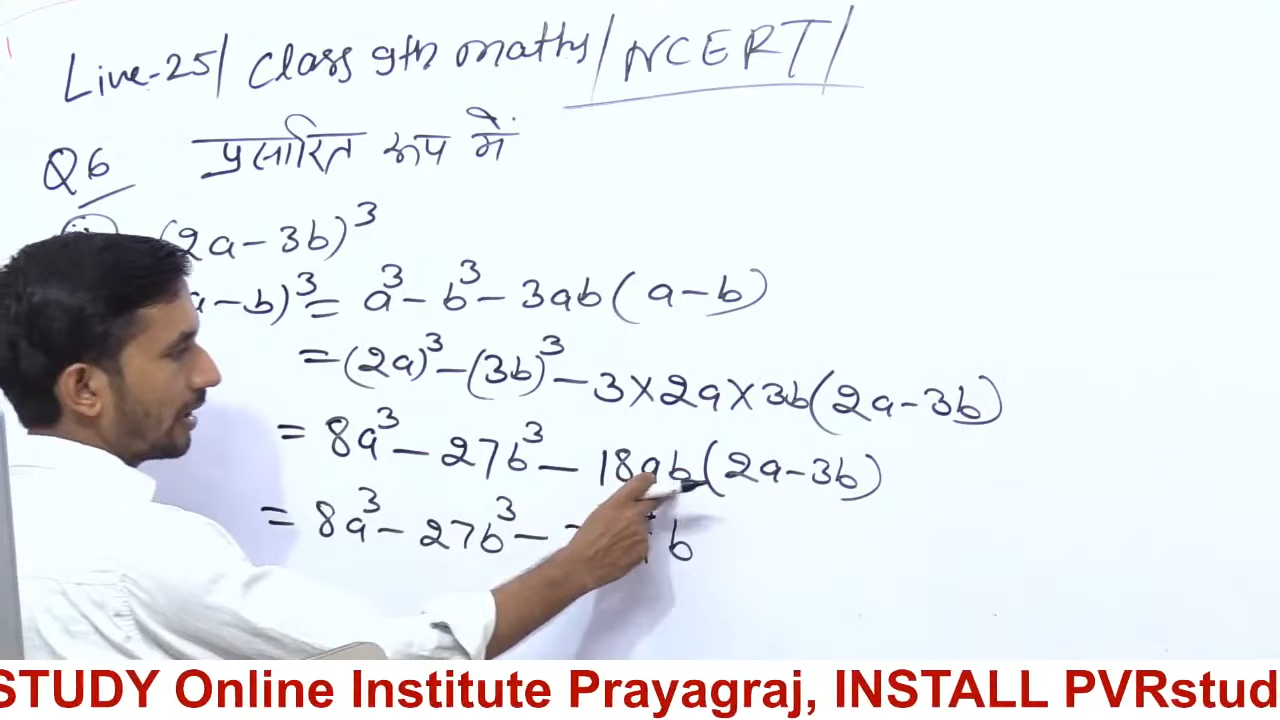 Live-25/ Class 9th maths/ NCERT/
Q6 प्रसारित रूप में
(2a-3b)³
a-b)³ = a³-b³-3ab(a-b)
=(2a)³-(3b)³-3×2a×3b(2a-3b)
= 8a³-27b³-18ab(2a-3b)
= 8a³-27b³- b
STUDY Online Institute Prayagraj, INSTALL PVRstud